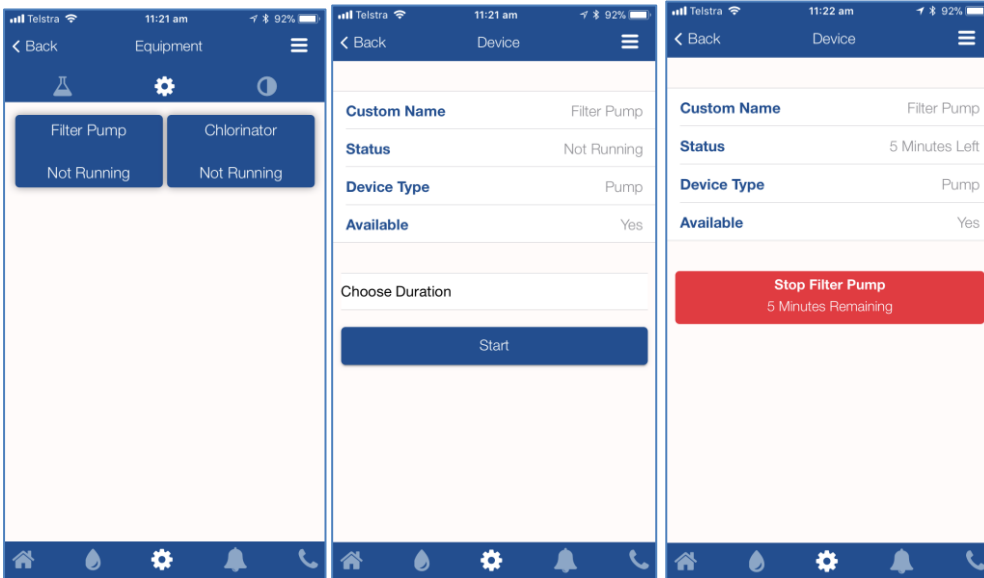 Telstra 11:21 am 92%
Back Equipment
Filter Pump Chlorinator
Not Running Not Running
Telstra 11:21 am 92%
Back Device
Custom Name Filter Pump
Status Not Running
Device Type Pump
Available Yes
Choose Duration
Start
Telstra 11:22 am 92%
Back Device
Custom Name Filter Pump
Status 5 Minutes Left
Device Type Pump
Available Yes
Stop Filter Pump
5 Minutes Remaining